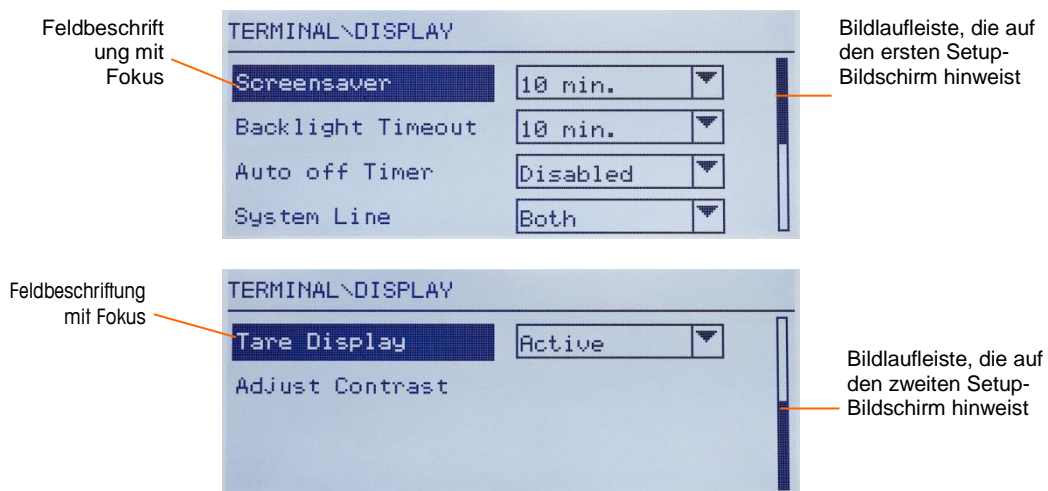 Feldbeschrift
ung mit
Fokus
TERMINAL\DISPLAY
Screensaver 10 min.
Backlight Timeout 10 min.
Auto off Timer Disabled
System Line Both
Bildlaufleiste, die auf
den ersten Setup-
Bildschirm hinweist
Feldbeschriftung
mit Fokus
TERMINAL\DISPLAY
Tare Display Active
Adjust Contrast
Bildlaufleiste, die auf
den zweiten Setup-
Bildschirm hinweist